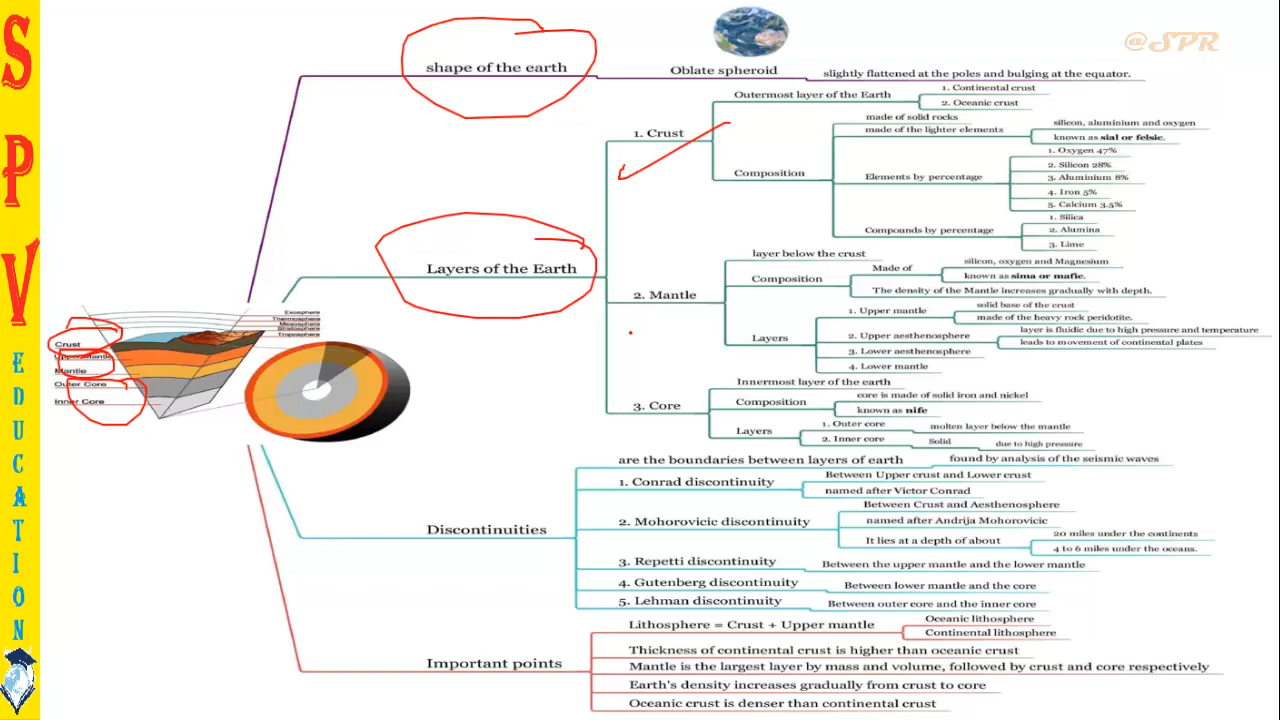 S
P
V
E
D
U
C
A
T
I
O
N
@SPR
shape of the earth
Oblate spheroid
slightly flattened at the poles and bulging at the equator.
Layers of the Earth
1. Crust
Outermost layer of the Earth
1. Continental crust
2. Oceanic crust
Composition
made of solid rocks
made of the lighter elements
silicon, aluminium and oxygen
known as sial or felsic.
Elements by percentage
1. Oxygen 47%
2. Silicon 28%
3. Aluminium 8%
4. Iron 5%
5. Calcium 3.5%
Compounds by percentage
1. Silica
2. Alumina
3. Lime
2. Mantle
layer below the crust
Composition
Made of
silicon, oxygen and Magnesium
known as sima or mafic.
The density of the Mantle increases gradually with depth.
Layers
1. Upper mantle
solid base of the crust
made of the heavy rock peridotite.
2. Upper aesthenosphere
layer is fluidic due to high pressure and temperature
leads to movement of continental plates
3. Lower aesthenosphere
4. Lower mantle
3. Core
Innermost layer of the earth
Composition
core is made of solid iron and nickel
known as nife
Layers
1. Outer core
molten layer below the mantle
2. Inner core
Solid
due to high pressure
Exosphere
Thermosphere
Mesosphere
Stratosphere
Troposphere
Crust
Upper Mantle
Mantle
Outer Core
Inner Core
Discontinuities
are the boundaries between layers of earth
found by analysis of the seismic waves
1. Conrad discontinuity
Between Upper crust and Lower crust
named after Victor Conrad
2. Mohorovicic discontinuity
Between Crust and Aesthenosphere
named after Andrija Mohorovicic
It lies at a depth of about
20 miles under the continents
4 to 6 miles under the oceans.
3. Repetti discontinuity
Between the upper mantle and the lower mantle
4. Gutenberg discontinuity
Between lower mantle and the core
5. Lehman discontinuity
Between outer core and the inner core
Important points
Lithosphere = Crust + Upper mantle
Oceanic lithosphere
Continental lithosphere
Thickness of continental crust is higher than oceanic crust
Mantle is the largest layer by mass and volume, followed by crust and core respectively
Earth's density increases gradually from crust to core
Oceanic crust is denser than continental crust